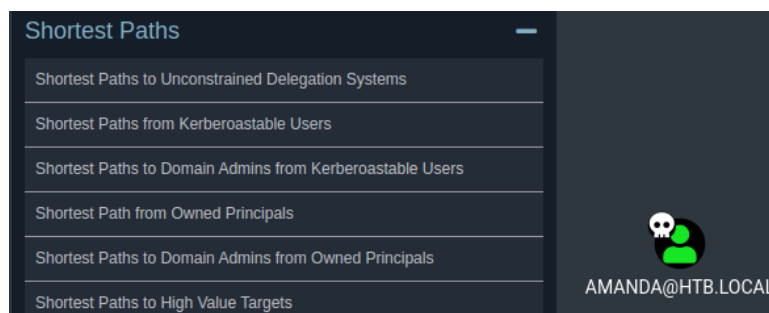 Shortest Paths
Shortest Paths to Unconstrained Delegation Systems
Shortest Paths from Kerberoastable Users
Shortest Paths to Domain Admins from Kerberoastable Users
Shortest Path from Owned Principals
Shortest Paths to Domain Admins from Owned Principals
Shortest Paths to High Value Targets
AMANDA@HTB.LOCAL